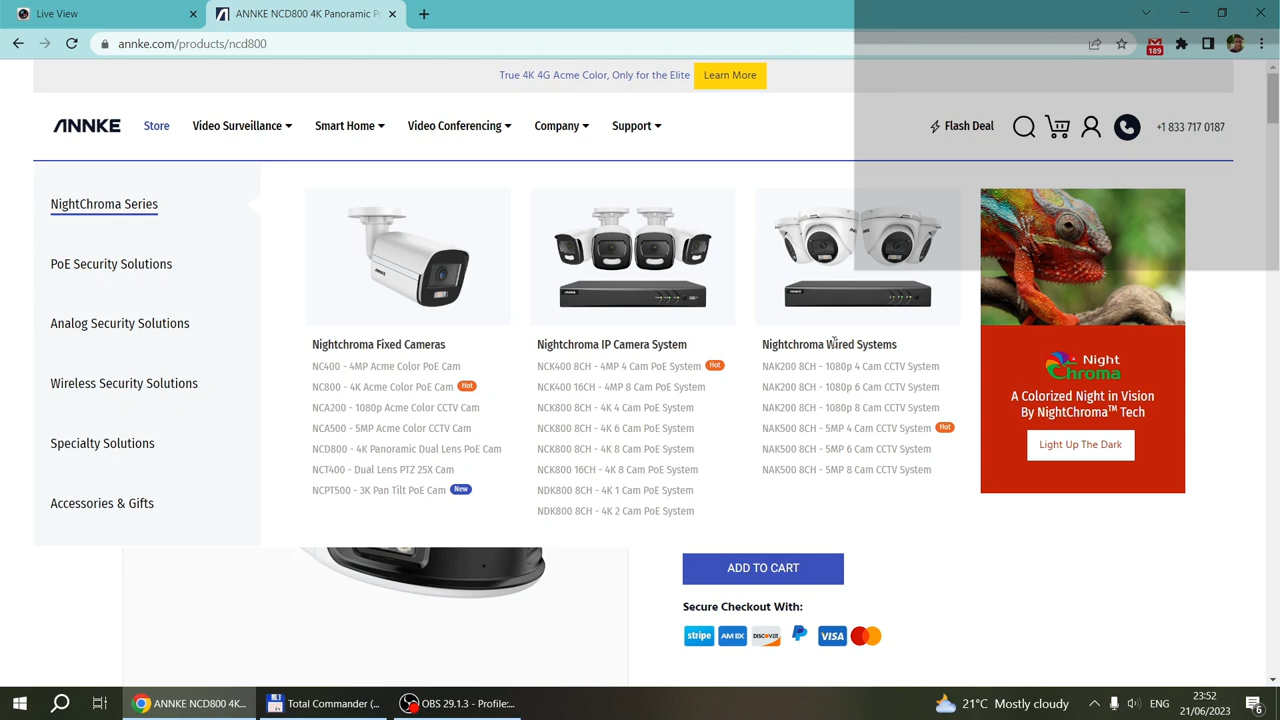 Live View
ANNKE NCD800 4K Panoramic P
annke.com/products/ncd800
189
True 4K 4G Acme Color, Only for the Elite
Learn More
ANNKE
Store
Video Surveillance
Smart Home
Video Conferencing
Company
Support
Flash Deal
+1 833 717 0187
NightChroma Series
PoE Security Solutions
Analog Security Solutions
Wireless Security Solutions
Specialty Solutions
Accessories & Gifts
Nightchroma Fixed Cameras
NC400 - 4MP Acme Color PoE Cam
NC800 - 4K Acme Color PoE Cam Hot
NCA200 - 1080p Acme Color CCTV Cam
NCA500 - 5MP Acme Color CCTV Cam
NCD800 - 4K Panoramic Dual Lens PoE Cam
NCT400 - Dual Lens PTZ 25X Cam
NCPT500 - 3K Pan Tilt PoE Cam New
Nightchroma IP Camera System
NCK400 8CH - 4MP 4 Cam PoE System Hot
NCK400 16CH - 4MP 8 Cam PoE System
NCK800 8CH - 4K 4 Cam PoE System
NCK800 8CH - 4K 6 Cam PoE System
NCK800 8CH - 4K 8 Cam PoE System
NCK800 16CH - 4K 8 Cam PoE System
NDK800 8CH - 4K 1 Cam PoE System
NDK800 8CH - 4K 2 Cam PoE System
Nightchroma Wired Systems
NAK200 8CH - 1080p 4 Cam CCTV System
NAK200 8CH - 1080p 6 Cam CCTV System
NAK200 8CH - 1080p 8 Cam CCTV System
NAK500 8CH - 5MP 4 Cam CCTV System Hot
NAK500 8CH - 5MP 6 Cam CCTV System
NAK500 8CH - 5MP 8 Cam CCTV System
Night
Chroma
A Colorized Night in Vision
By NightChroma™ Tech
Light Up The Dark
ADD TO CART
Secure Checkout With:
stripe
AM EX
DISCOVER
VISA
ANNKE NCD800 4K...
Total Commander (...
OBS 29.1.3 - Profile:...
21°C Mostly cloudy
ENG
23:52
21/06/2023
6